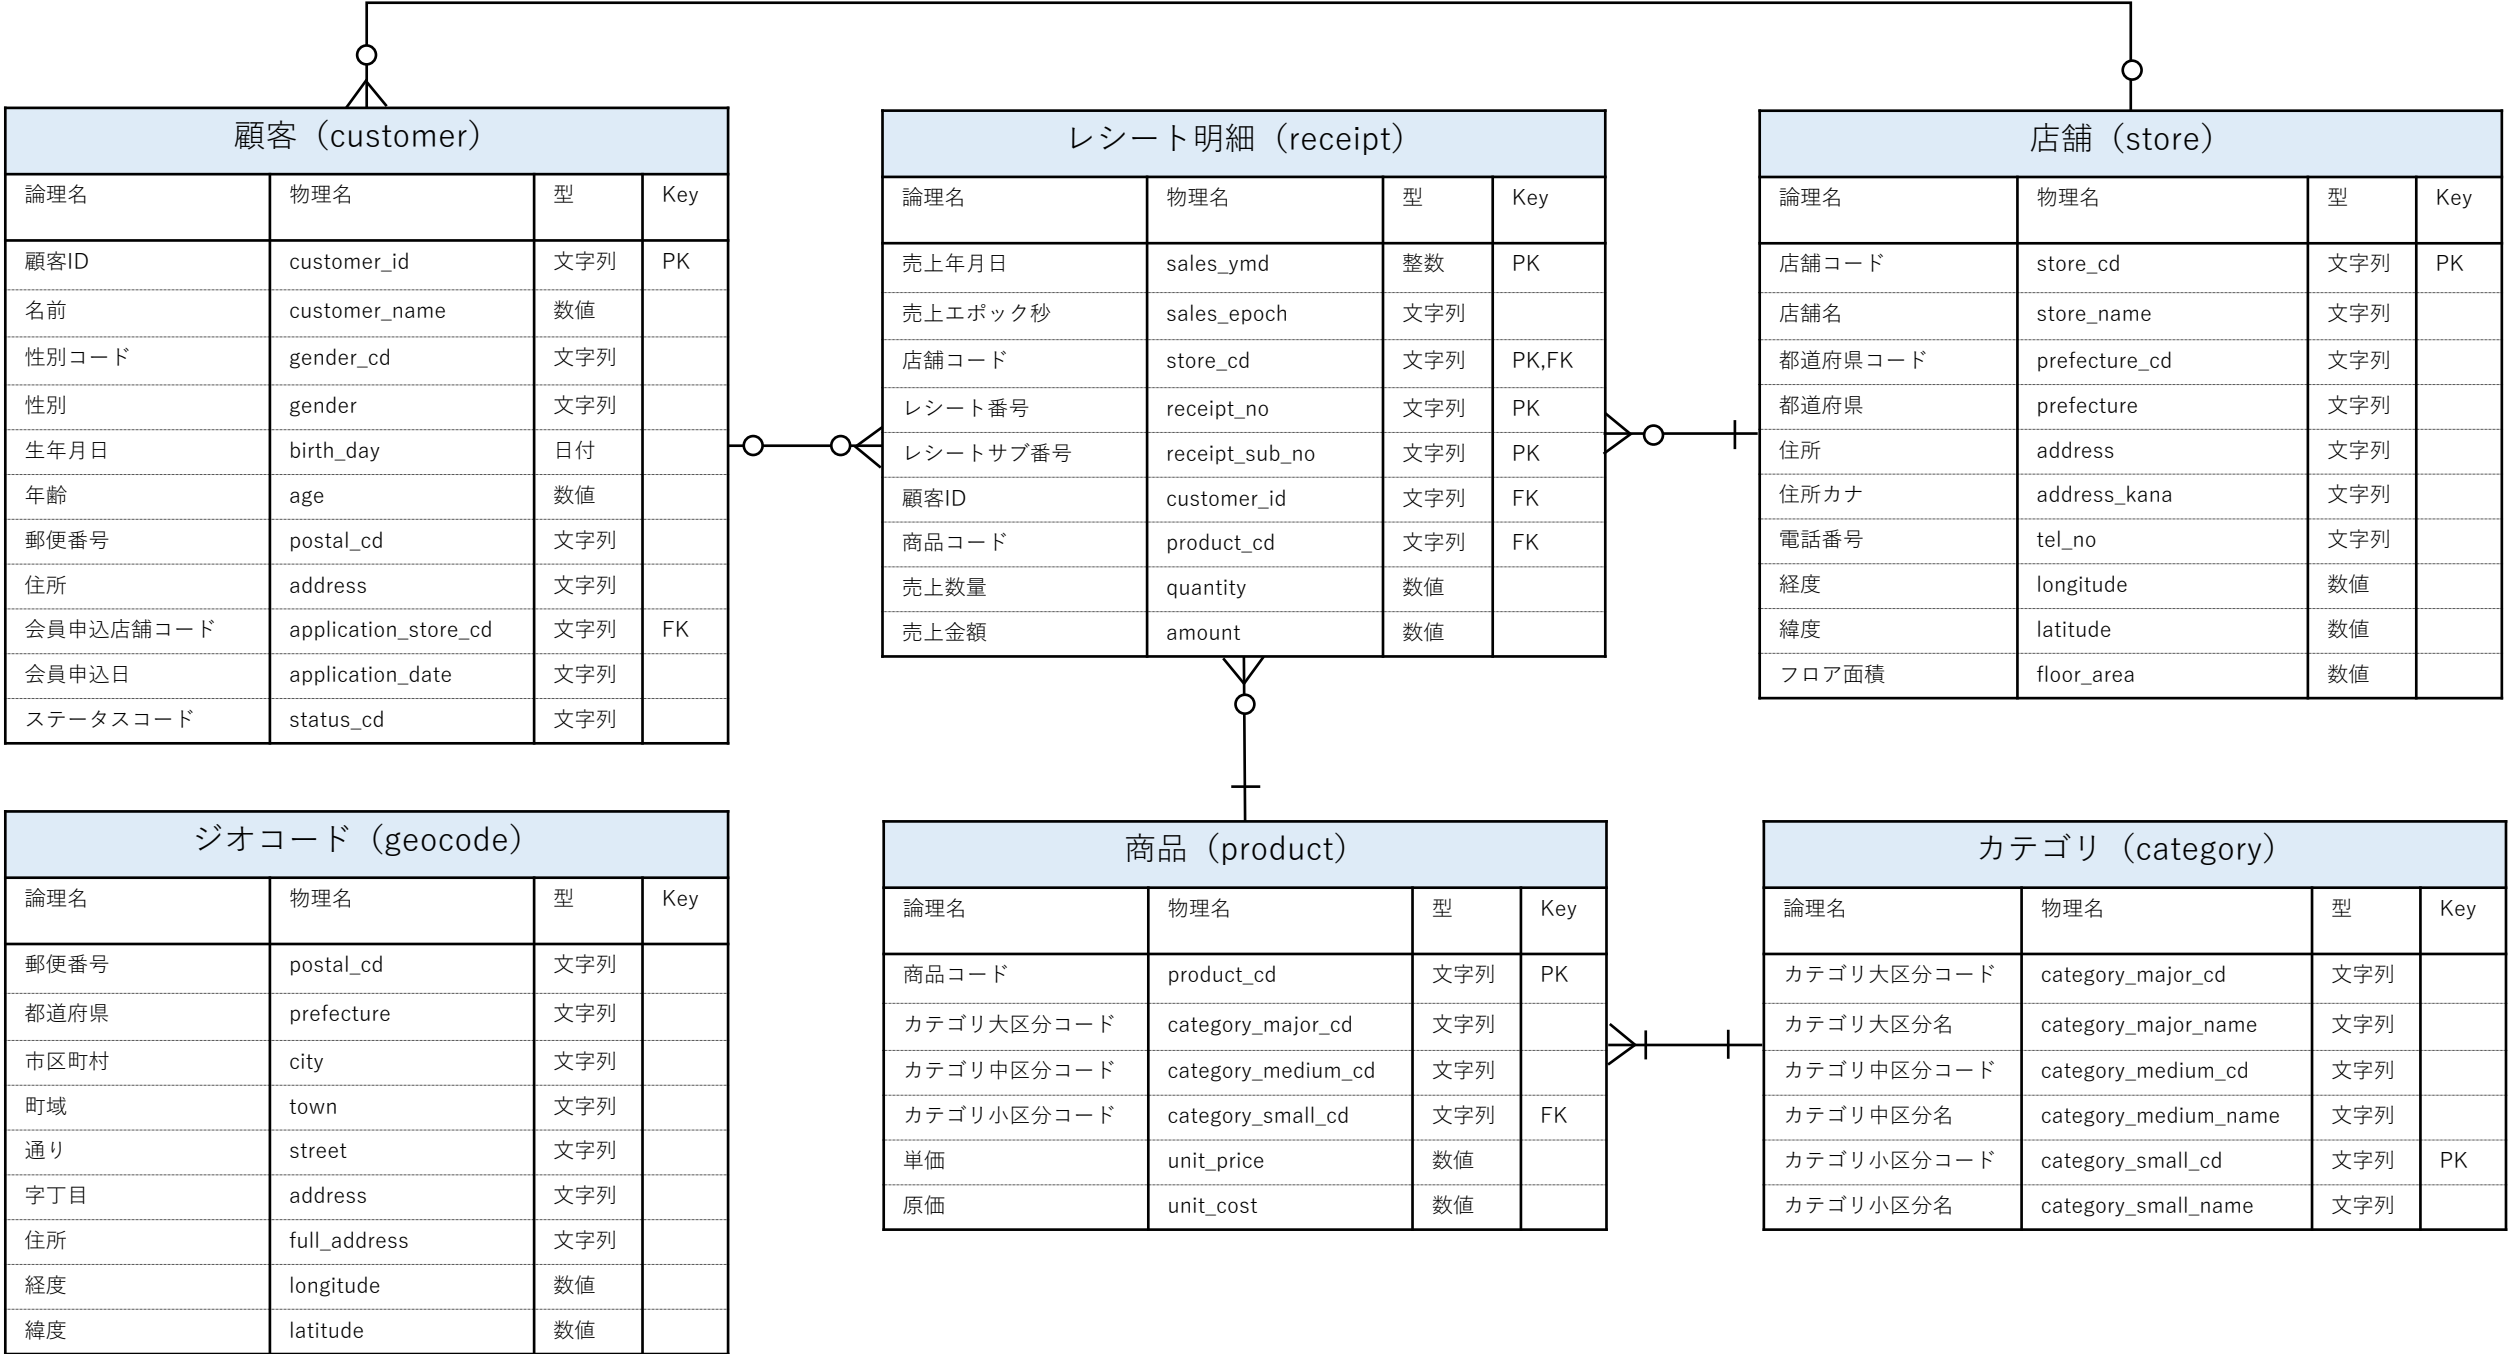 顧客（customer）
論理名 物理名 型 Key
顧客ID customer_id 文字列 PK
名前 customer_name 数値
性別コード gender_cd 文字列
性別 gender 文字列
生年月日 birth_day 日付
年齢 age 数値
郵便番号 postal_cd 文字列
住所 address 文字列
会員申込店舗コード application_store_cd 文字列 FK
会員申込日 application_date 文字列
ステータスコード status_cd 文字列
レシート明細（receipt）
論理名 物理名 型 Key
売上年月日 sales_ymd 整数 PK
売上エポック秒 sales_epoch 文字列
店舗コード store_cd 文字列 PK,FK
レシート番号 receipt_no 文字列 PK
レシートサブ番号 receipt_sub_no 文字列 PK
顧客ID customer_id 文字列 FK
商品コード product_cd 文字列 FK
売上数量 quantity 数値
売上金額 amount 数値
店舗（store）
論理名 物理名 型 Key
店舗コード store_cd 文字列 PK
店舗名 store_name 文字列
都道府県コード prefecture_cd 文字列
都道府県 prefecture 文字列
住所 address 文字列
住所カナ address_kana 文字列
電話番号 tel_no 文字列
経度 longitude 数値
緯度 latitude 数値
フロア面積 floor_area 数値
ジオコード（geocode）
論理名 物理名 型 Key
郵便番号 postal_cd 文字列
都道府県 prefecture 文字列
市区町村 city 文字列
町域 town 文字列
通り street 文字列
字丁目 address 文字列
住所 full_address 文字列
経度 longitude 数値
緯度 latitude 数値
商品（product）
論理名 物理名 型 Key
商品コード product_cd 文字列 PK
カテゴリ大区分コード category_major_cd 文字列
カテゴリ中区分コード category_medium_cd 文字列
カテゴリ小区分コード category_small_cd 文字列 FK
単価 unit_price 数値
原価 unit_cost 数値
カテゴリ（category）
論理名 物理名 型 Key
カテゴリ大区分コード category_major_cd 文字列
カテゴリ大区分名 category_major_name 文字列
カテゴリ中区分コード category_medium_cd 文字列
カテゴリ中区分名 category_medium_name 文字列
カテゴリ小区分コード category_small_cd 文字列 PK
カテゴリ小区分名 category_small_name 文字列